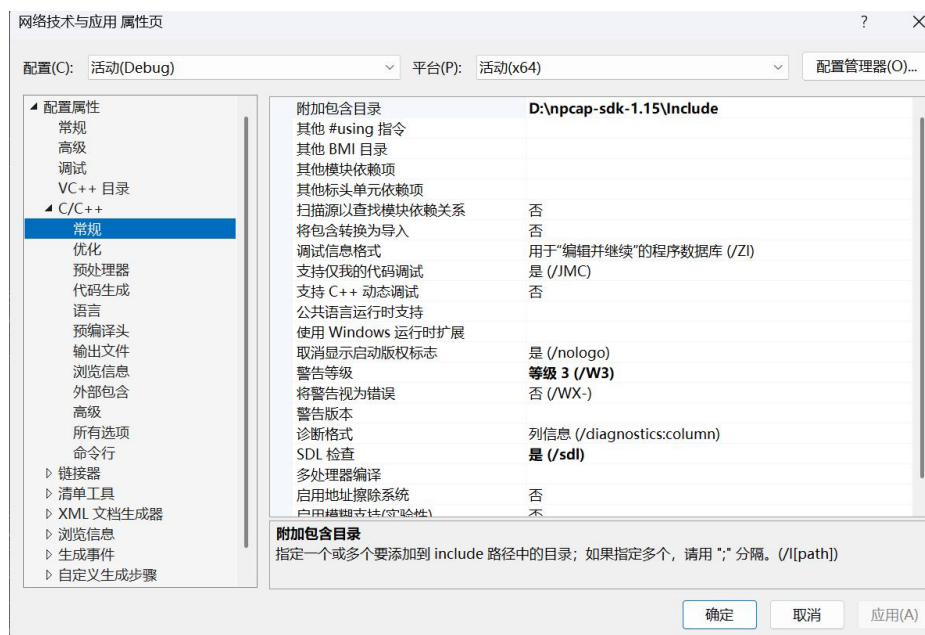 网络技术与应用 属性页
配置(C): 活动(Debug) 平台(P): 活动(x64) 配置管理器(O)...
配置属性
常规
高级
调试
VC++ 目录
C/C++
常规
优化
预处理器
代码生成
语言
预编译头
输出文件
浏览信息
外部包含
高级
所有选项
命令行
链接器
清单工具
XML 文档生成器
浏览信息
生成事件
自定义生成步骤
附加包含目录 D:\npcap-sdk-1.15\Include
其他 #using 指令
其他 BMI 目录
其他模块依赖项
其他标头单元依赖项
扫描源以查找模块依赖关系 否
将包含转换为导入 否
调试信息格式 用于“编辑并继续”的程序数据库 (/ZI)
支持仅我的代码调试 是 (/JMC)
支持 C++ 动态调试 否
公共语言运行时支持
使用 Windows 运行时扩展
取消显示启动版权标志 是 (/nologo)
警告等级 等级 3 (/W3)
将警告视为错误 否 (/WX-)
警告版本
诊断格式 列信息 (/diagnostics:column)
SDL 检查 是 (/sdl)
多处理器编译
启用地址擦除系统 否
启用模糊支持(实验性) 否
附加包含目录
指定一个或多个要添加到 include 路径中的目录；如果指定多个，请用 ";" 分隔。(/I[path])
确定 取消 应用(A)